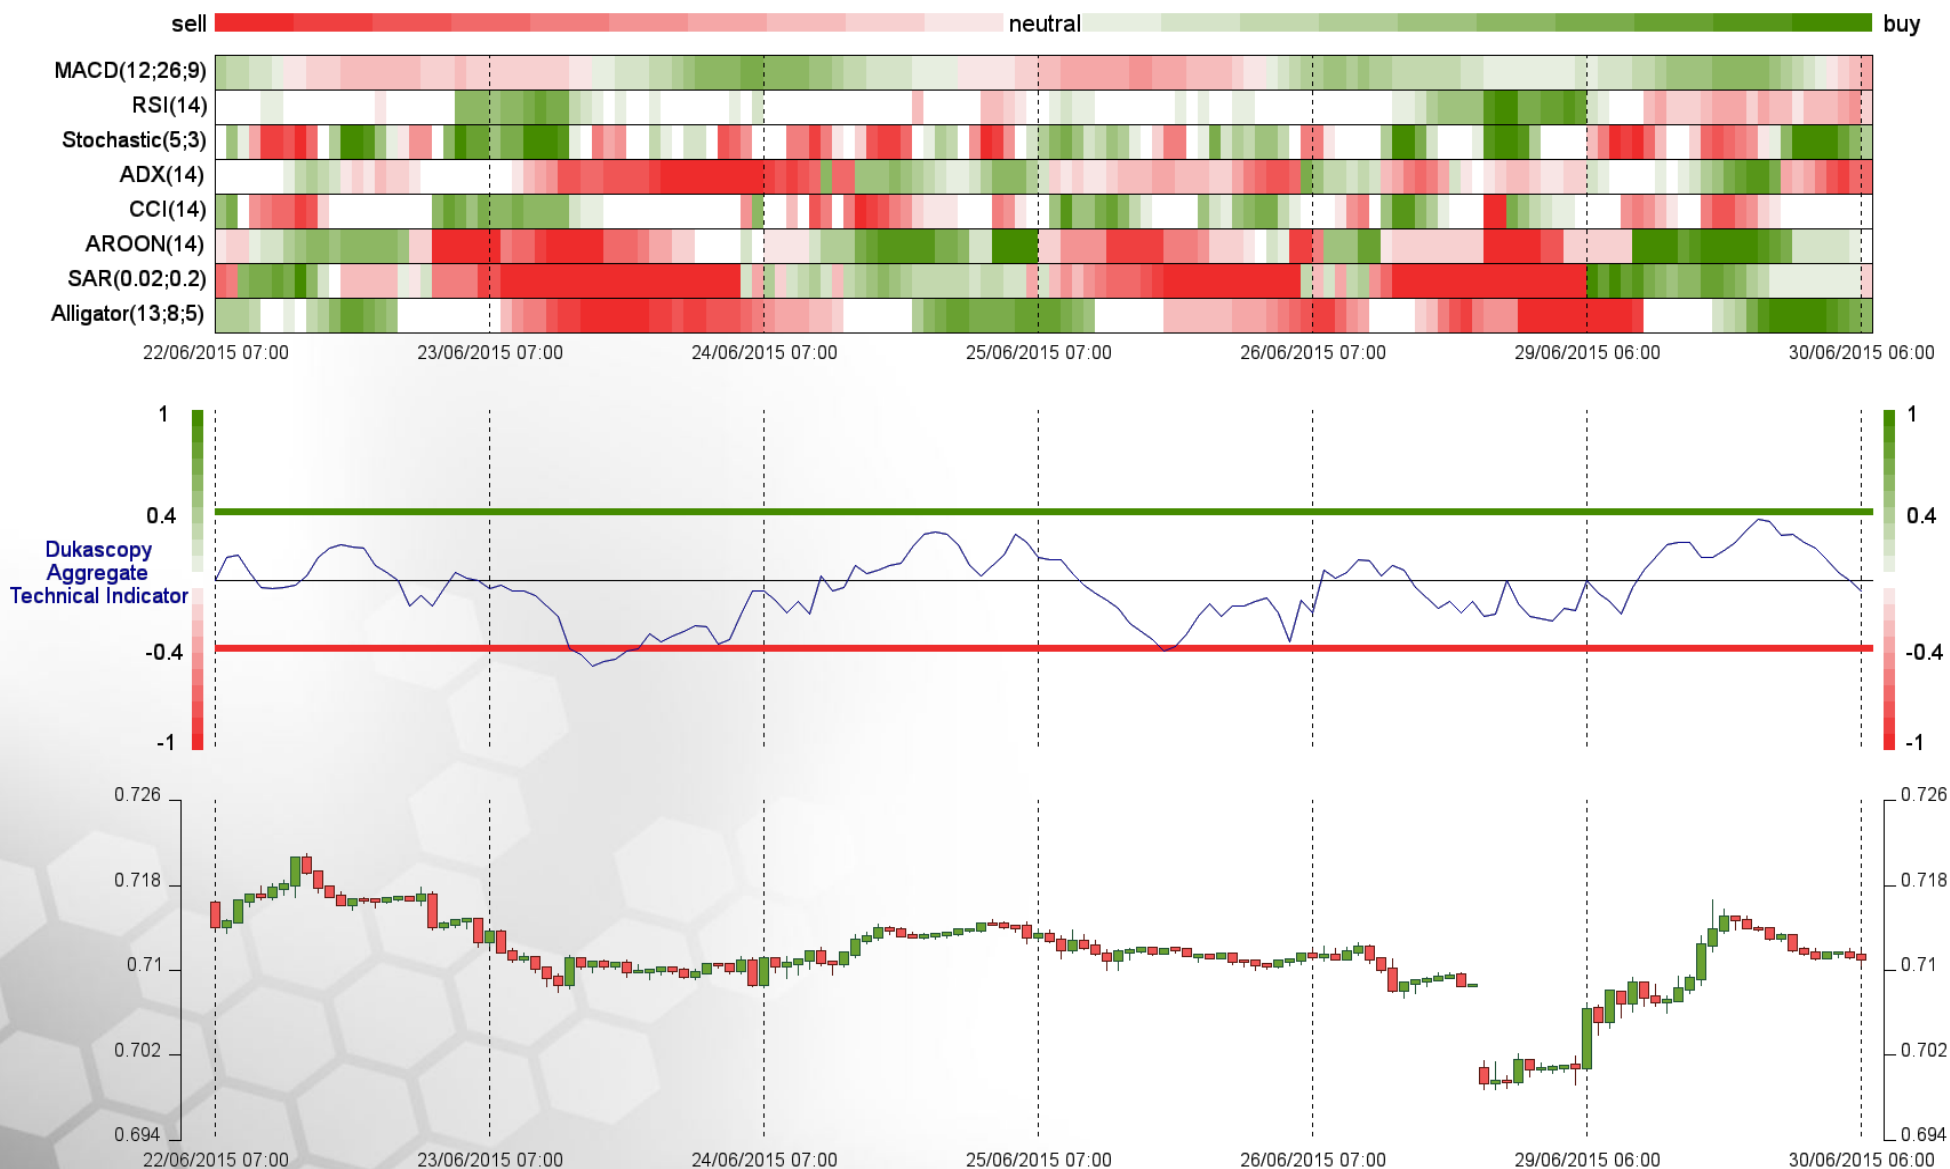 sell neutral buy
MACD(12;26;9)
RSI(14)
Stochastic(5;3)
ADX(14)
CCI(14)
AROON(14)
SAR(0.02;0.2)
Alligator(13;8;5)
22/06/2015 07:00 23/06/2015 07:00 24/06/2015 07:00 25/06/2015 07:00 26/06/2015 07:00 29/06/2015 06:00 30/06/2015 06:00
1 1
0.4 0.4
Dukascopy
Aggregate
Technical Indicator
-0.4 -0.4
-1 -1
0.726 0.726
0.718 0.718
0.71 0.71
0.702 0.702
0.694 0.694
22/06/2015 07:00 23/06/2015 07:00 24/06/2015 07:00 25/06/2015 07:00 26/06/2015 07:00 29/06/2015 06:00 30/06/2015 06:00